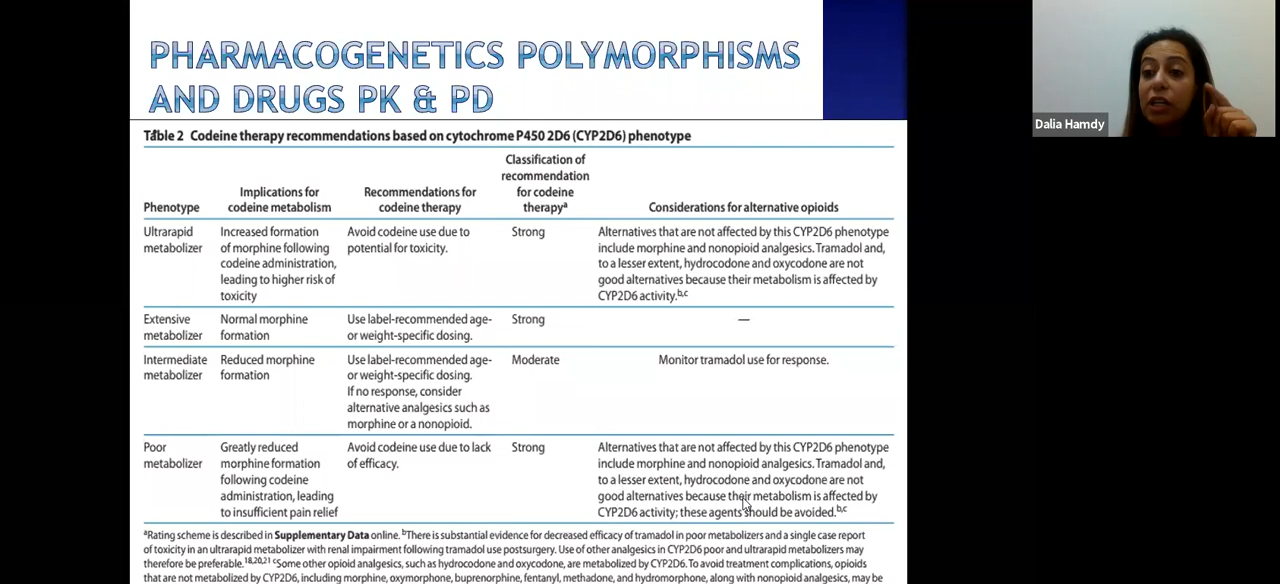 PHARMACOGENETICS POLYMORPHISMS
AND DRUGS PK & PD
Table 2 Codeine therapy recommendations based on cytochrome P450 2D6 (CYP2D6) phenotype
Phenotype
Implications for
codeine metabolism
Recommendations for
codeine therapy
Classification of
recommendation
for codeine
therapyᵃ
Considerations for alternative opioids
Ultrarapid
metabolizer
Increased formation
of morphine following
codeine administration,
leading to higher risk of
toxicity
Avoid codeine use due to
potential for toxicity.
Strong
Alternatives that are not affected by this CYP2D6 phenotype
include morphine and nonopioid analgesics. Tramadol and,
to a lesser extent, hydrocodone and oxycodone are not
good alternatives because their metabolism is affected by
CYP2D6 activity.ᵇ,ᶜ
Extensive
metabolizer
Normal morphine
formation
Use label-recommended age-
or weight-specific dosing.
Strong
—
Intermediate
metabolizer
Reduced morphine
formation
Use label-recommended age-
or weight-specific dosing.
If no response, consider
alternative analgesics such as
morphine or a nonopioid.
Moderate
Monitor tramadol use for response.
Poor
metabolizer
Greatly reduced
morphine formation
following codeine
administration, leading
to insufficient pain relief
Avoid codeine use due to lack
of efficacy.
Strong
Alternatives that are not affected by this CYP2D6 phenotype
include morphine and nonopioid analgesics. Tramadol and,
to a lesser extent, hydrocodone and oxycodone are not
good alternatives because their metabolism is affected by
CYP2D6 activity; these agents should be avoided.ᵇ,ᶜ
ᵃRating scheme is described in Supplementary Data online. ᵇThere is substantial evidence for decreased efficacy of tramadol in poor metabolizers and a single case report
of toxicity in an ultrarapid metabolizer with renal impairment following tramadol use postsurgery. Use of other analgesics in CYP2D6 poor and ultrarapid metabolizers may
therefore be preferable.¹⁸,²⁰,²¹ ᶜSome other opioid analgesics, such as hydrocodone and oxycodone, are metabolized by CYP2D6. To avoid treatment complications, opioids
that are not metabolized by CYP2D6, including morphine, oxymorphone, buprenorphine, fentanyl, methadone, and hydromorphone, along with nonopioid analgesics, may be
Dalia Hamdy